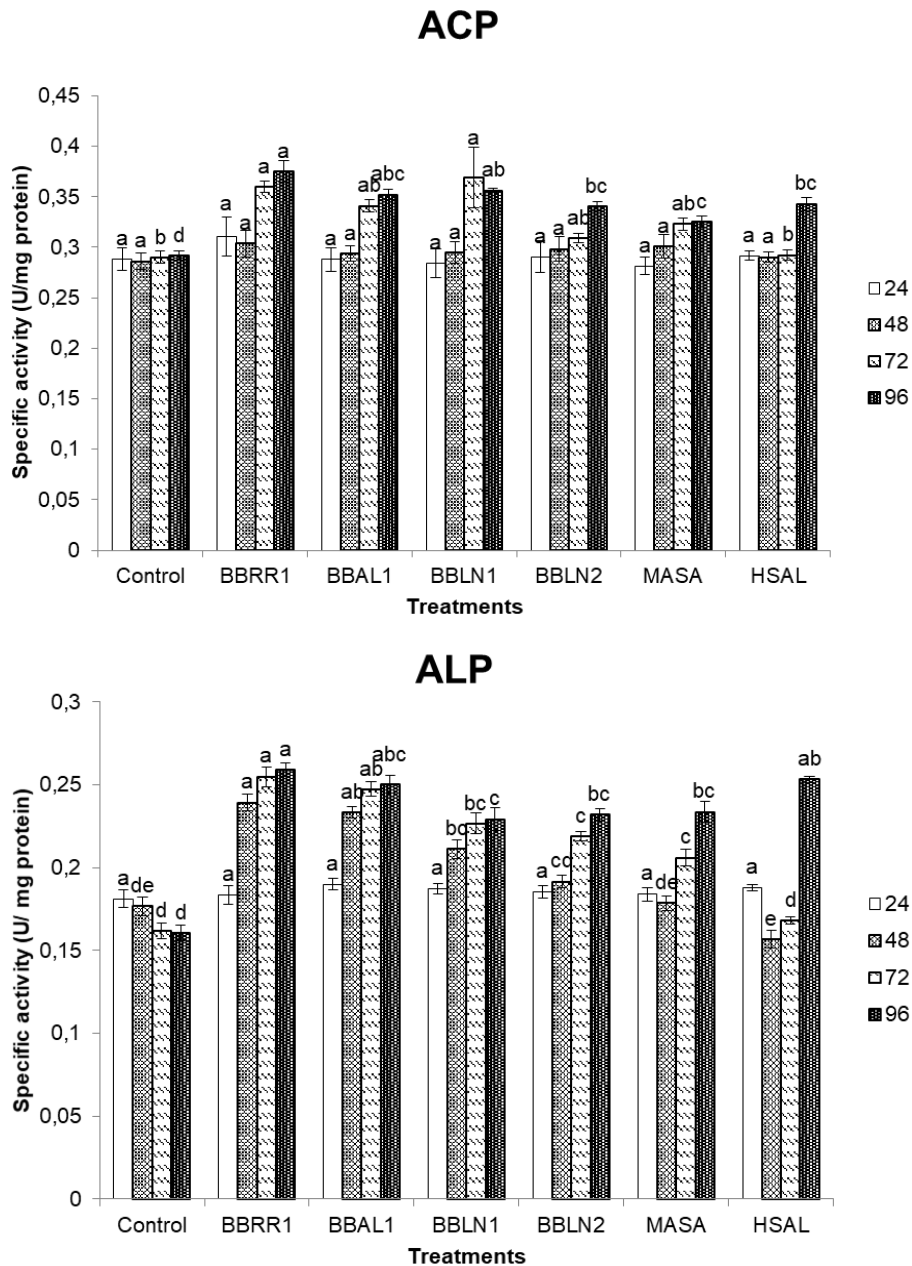 ACP
Specific activity (U/mg protein)
0,45
0,4
0,35
0,3
0,25
0,2
0,15
0,1
0,05
0
a a b d
a a a a
a a ab abc
a a a ab
a a ab bc
a a abc c
a a b bc
Control BBRR1 BBAL1 BBLN1 BBLN2 MASA HSAL
Treatments
24
48
72
96
ALP
Specific activity (U/ mg protein)
0,3
0,25
0,2
0,15
0,1
0,05
0
a de d d
a a a a
a ab ab abc
a bc bc c
a cd c bc
a de c bc
a e d ab
Control BBRR1 BBAL1 BBLN1 BBLN2 MASA HSAL
Treatments
24
48
72
96